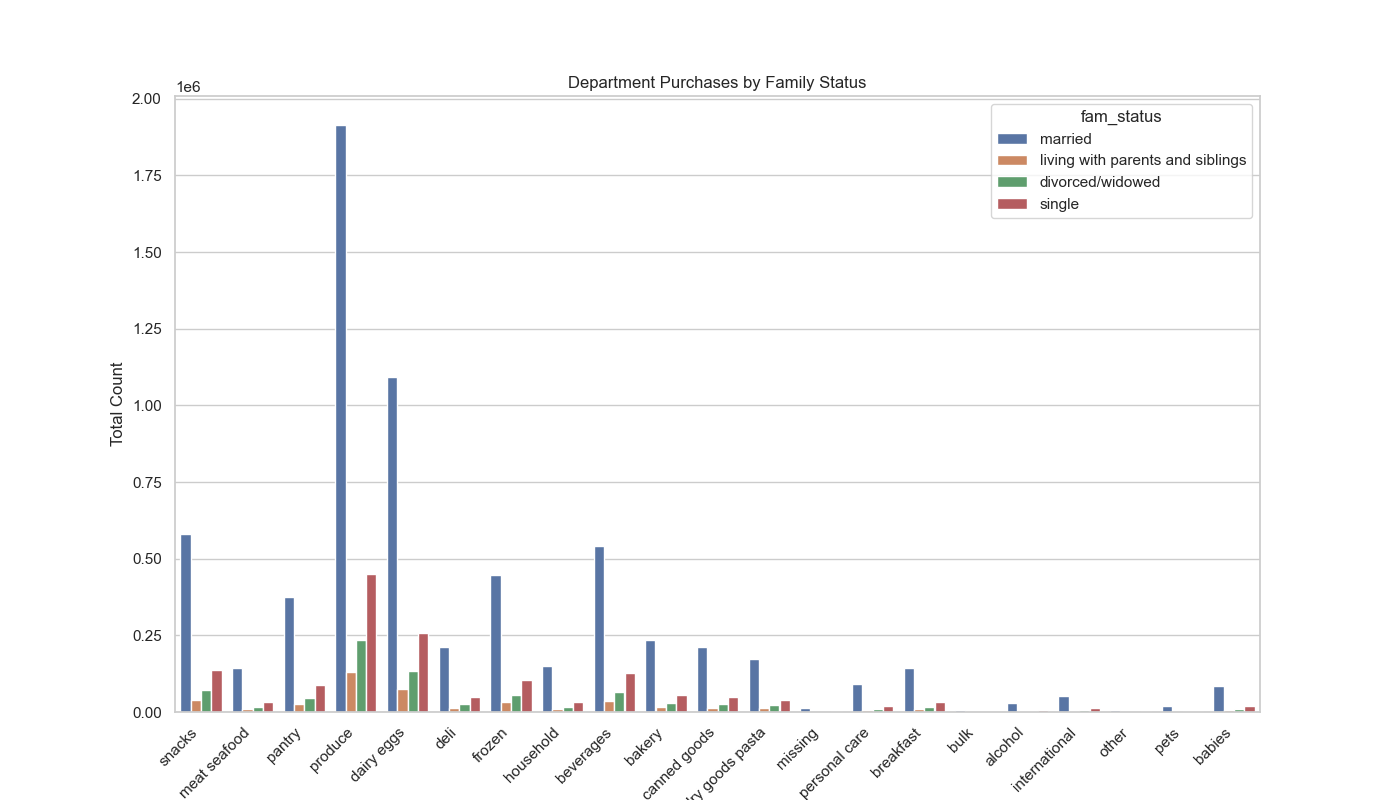 Department Purchases by Family Status
1e6
2.00
1.75
1.50
1.25
1.00
0.75
0.50
0.25
0.00
Total Count
fam_status
married
living with parents and siblings
divorced/widowed
single
snacks
meat seafood
pantry
produce
dairy eggs
deli
frozen
household
beverages
bakery
canned goods
goods pasta
missing
personal care
breakfast
bulk
alcohol
international
other
pets
babies